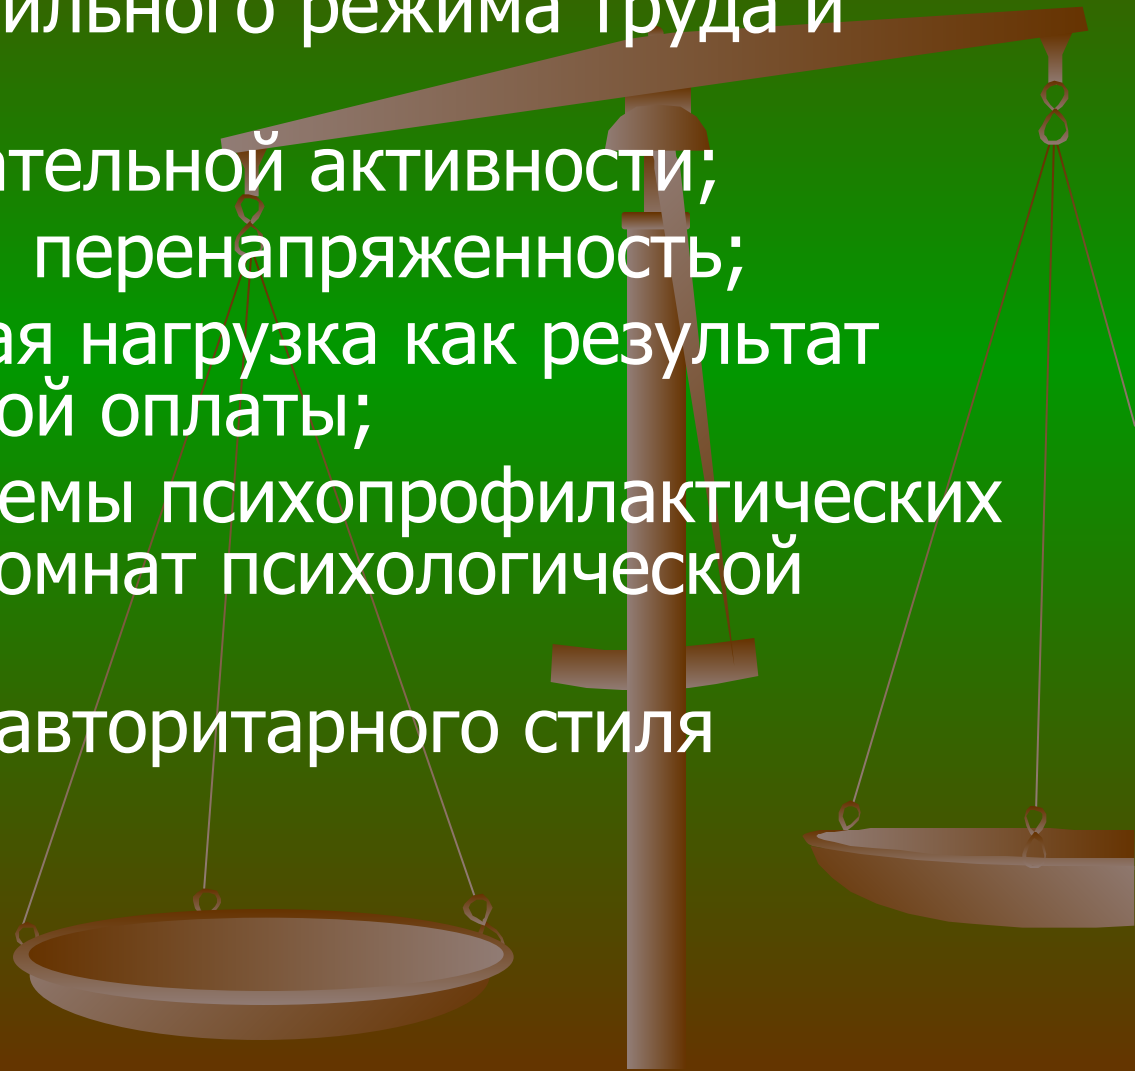 ильного режима труда и
ательной активности;
перенапряженность;
ая нагрузка как результат
ой оплаты;
емы психопрофилактических
омнат психологической
авторитарного стиля